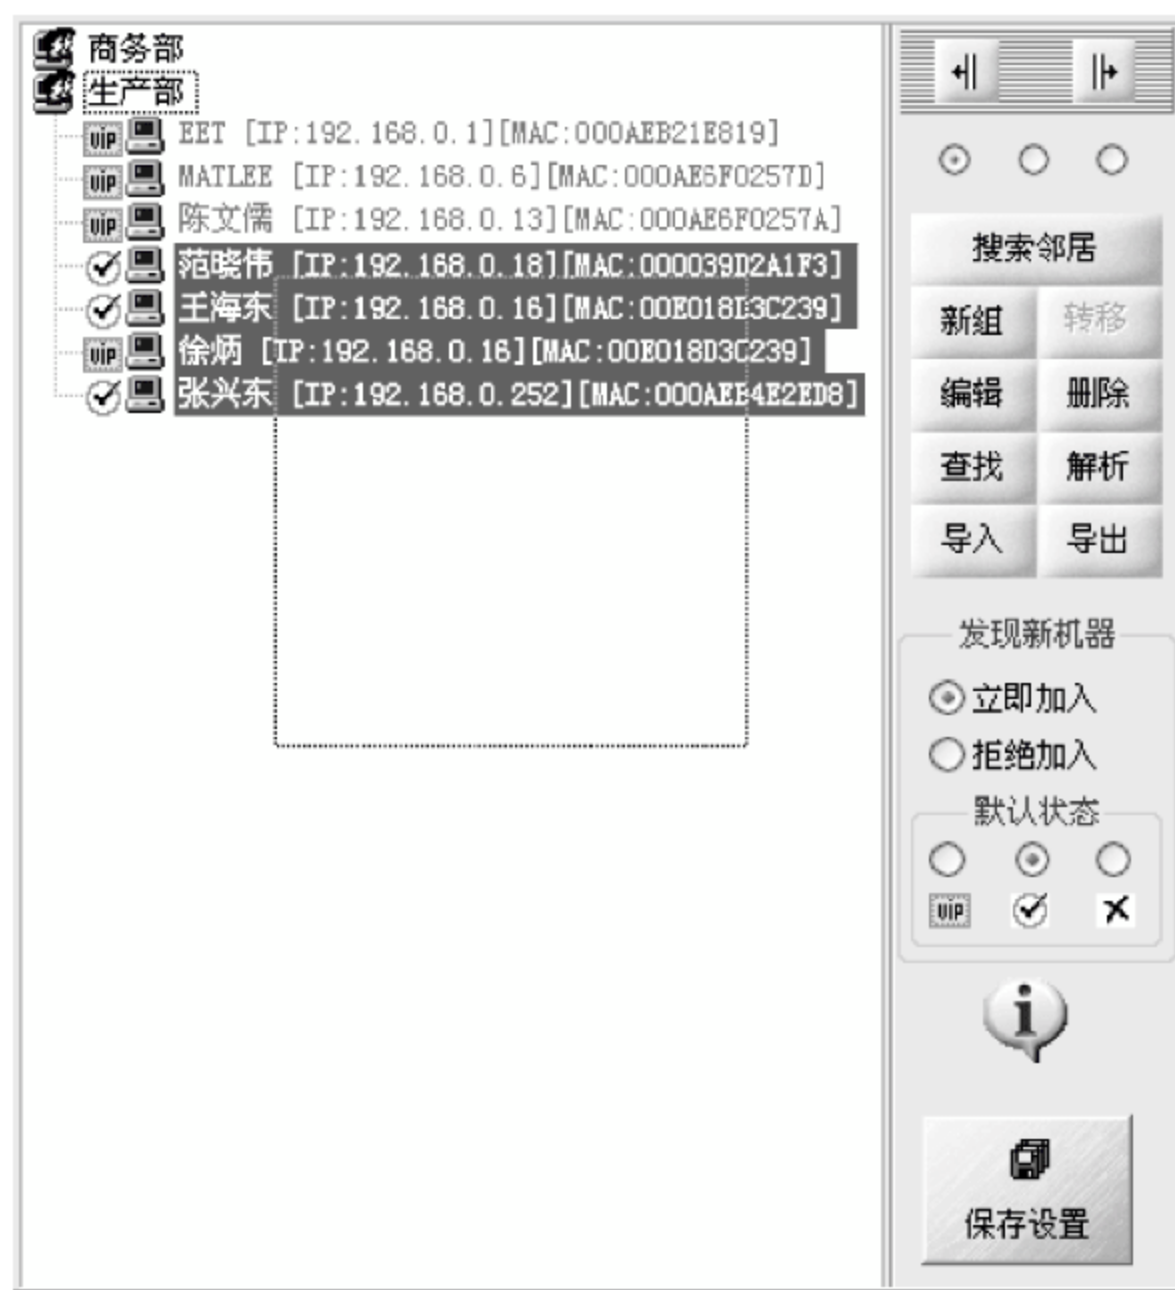 商务部
生产部
VIP EET [IP:192.168.0.1][MAC:000AEB21E819]
VIP MATLEE [IP:192.168.0.6][MAC:000AE6F0257D]
VIP 陈文儒 [IP:192.168.0.13][MAC:000AE6F0257A]
范晓伟 [IP:192.168.0.18][MAC:000039D2A1F3]
王海东 [IP:192.168.0.16][MAC:00E018D3C239]
VIP 徐炳 [IP:192.168.0.16][MAC:00E018D3C239]
张兴东 [IP:192.168.0.252][MAC:000AEB4E2ED8]
搜索邻居
新组 转移
编辑 删除
查找 解析
导入 导出
发现新机器
立即加入
拒绝加入
默认状态
VIP
保存设置